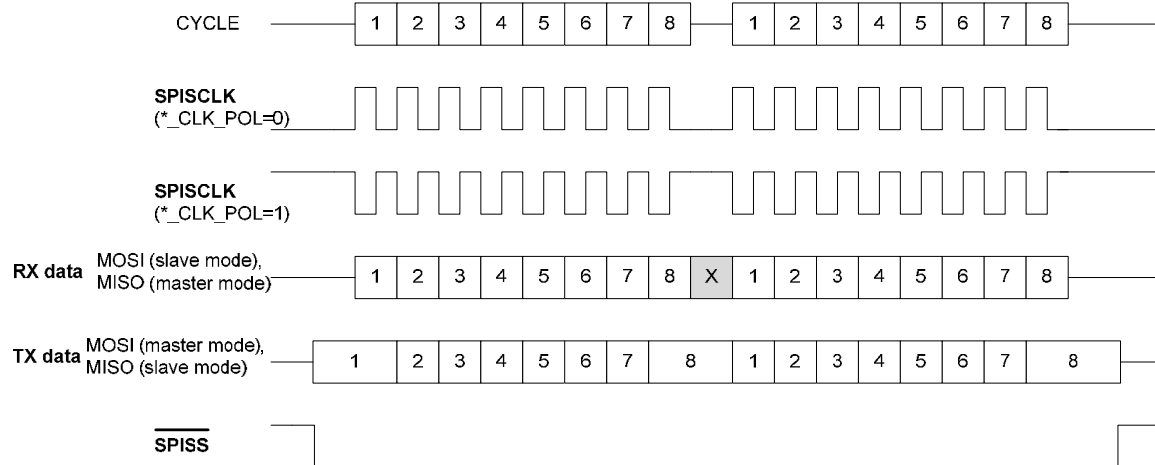 CYCLE 1 2 3 4 5 6 7 8 1 2 3 4 5 6 7 8
SPISCLK
(*_CLK_POL=0)
SPISCLK
(*_CLK_POL=1)
RX data MOSI (slave mode),
MISO (master mode)
1 2 3 4 5 6 7 8 X 1 2 3 4 5 6 7 8
TX data MOSI (master mode),
MISO (slave mode)
1 2 3 4 5 6 7 8 1 2 3 4 5 6 7 8
SPISS